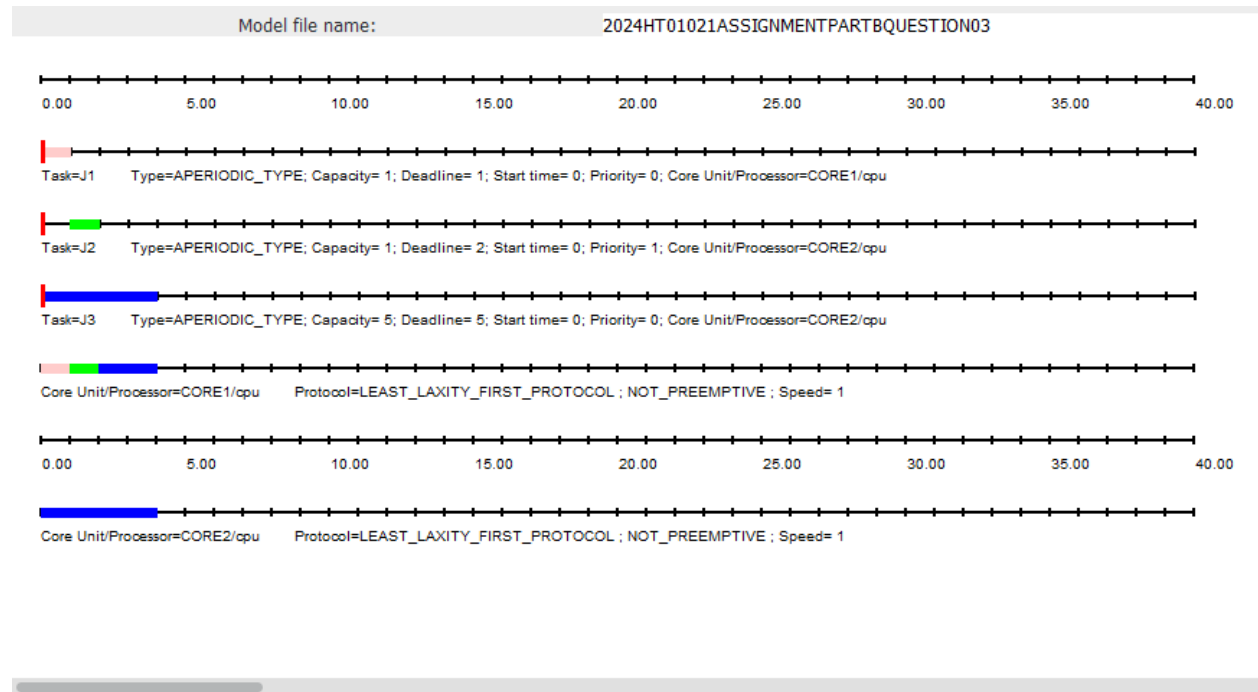 Model file name: 2024HT01021ASSIGNMENTPARTBQUESTION03
0.00 5.00 10.00 15.00 20.00 25.00 30.00 35.00 40.00
Task=J1 Type=APERIODIC_TYPE; Capacity= 1; Deadline= 1; Start time= 0; Priority= 0; Core Unit/Processor=CORE1/cpu
Task=J2 Type=APERIODIC_TYPE; Capacity= 1; Deadline= 2; Start time= 0; Priority= 1; Core Unit/Processor=CORE2/cpu
Task=J3 Type=APERIODIC_TYPE; Capacity= 5; Deadline= 5; Start time= 0; Priority= 0; Core Unit/Processor=CORE2/cpu
Core Unit/Processor=CORE1/cpu Protocol=LEAST_LAXITY_FIRST_PROTOCOL ; NOT_PREEMPTIVE ; Speed= 1
0.00 5.00 10.00 15.00 20.00 25.00 30.00 35.00 40.00
Core Unit/Processor=CORE2/cpu Protocol=LEAST_LAXITY_FIRST_PROTOCOL ; NOT_PREEMPTIVE ; Speed= 1